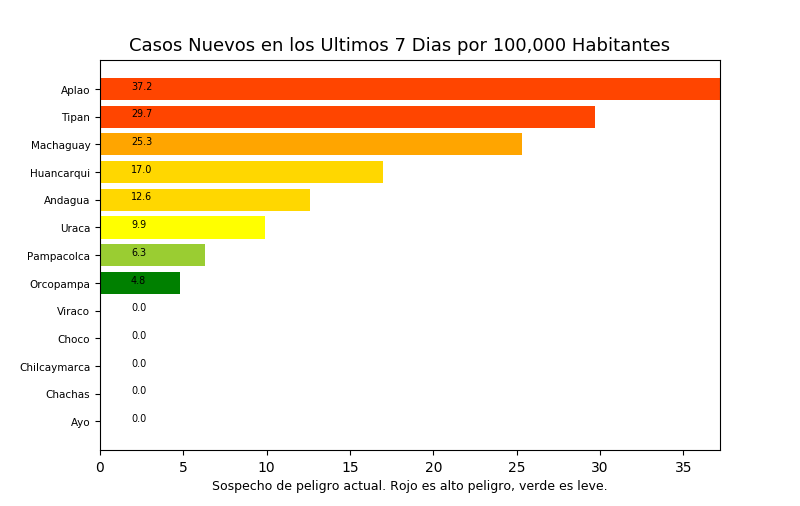 Casos Nuevos en los Ultimos 7 Dias por 100,000 Habitantes
Aplao 37.2
Tipan 29.7
Machaguay 25.3
Huancarqui 17.0
Andagua 12.6
Uraca 9.9
Pampacolca 6.3
Orcopampa 4.8
Viraco 0.0
Choco 0.0
Chilcaymarca 0.0
Chachas 0.0
Ayo 0.0
0 5 10 15 20 25 30 35
Sospecho de peligro actual. Rojo es alto peligro, verde es leve.